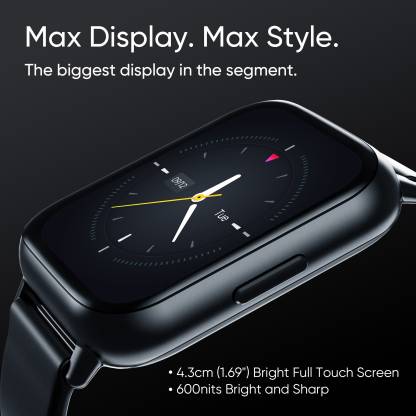 Max Display. Max Style.
The biggest display in the segment.
Tue
• 4.3cm (1.69") Bright Full Touch Screen
• 600nits Bright and Sharp